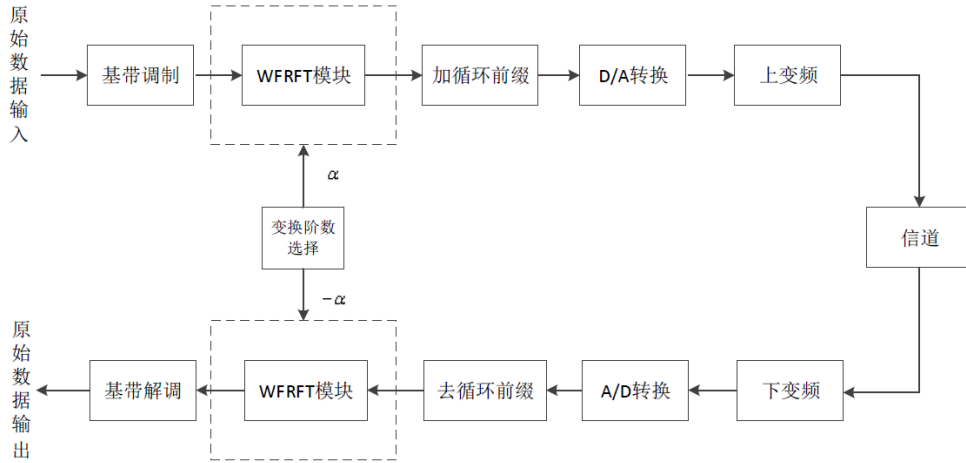 原始数据输入
基带调制
WFRFT模块
加循环前缀
D/A转换
上变频
α
变换阶数
选择
信道
-α
原始数据输出
基带解调
WFRFT模块
去循环前缀
A/D转换
下变频